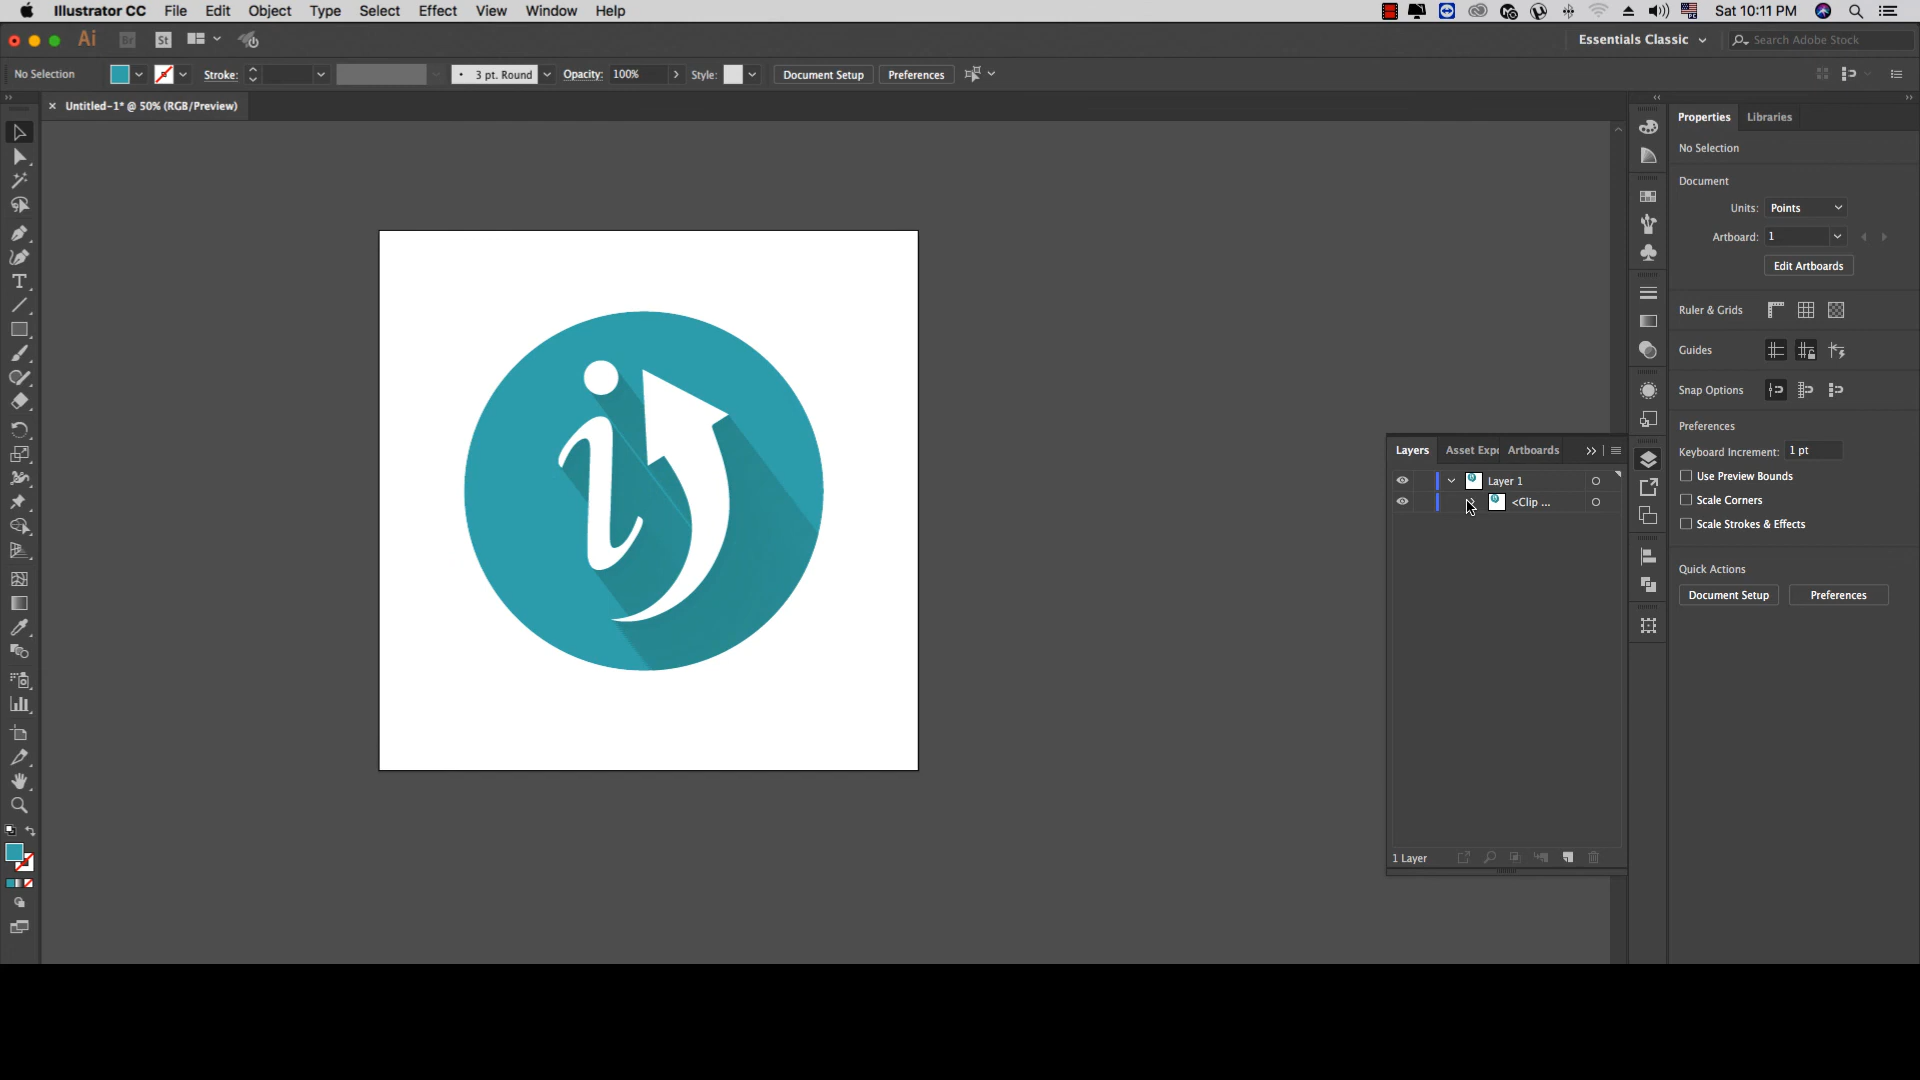 Illustrator CC File Edit Object Type Select Effect View Window Help Sat 10:11 PM
Ai Br St Essentials Classic Search Adobe Stock
No Selection Stroke: 3 pt. Round Opacity: 100% Style: Document Setup Preferences
Untitled-1* @ 50% (RGB/Preview)
Properties Libraries
No Selection
Document
Units: Points
Artboard: 1
Edit Artboards
Ruler & Grids
Guides
Snap Options
Preferences
Keyboard Increment: 1 pt
Use Preview Bounds
Scale Corners
Scale Strokes & Effects
Quick Actions
Document Setup Preferences
Layers Asset Expo Artboards
Layer 1
<Clip ...
1 Layer
i